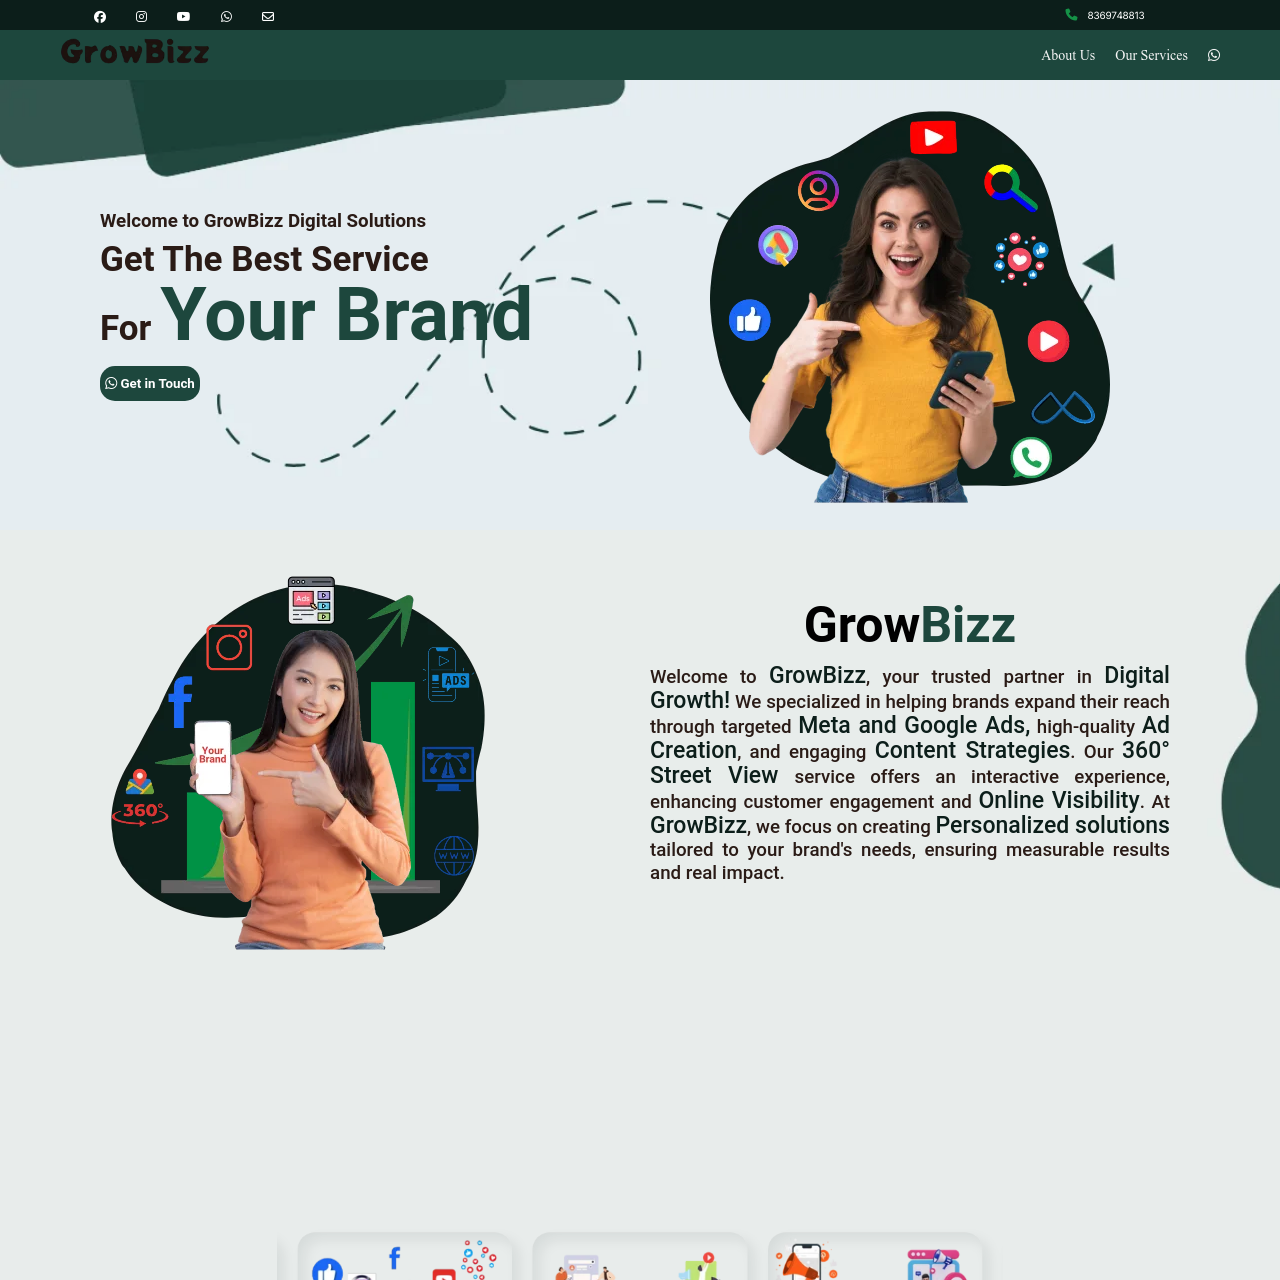 8369748813
GrowBizz
About Us Our Services
Welcome to GrowBizz Digital Solutions
Get The Best Service
For Your Brand
Get in Touch
Ads
ADS
Your
Brand
360°
WWW
GrowBizz
Welcome to GrowBizz, your trusted partner in Digital
Growth! We specialized in helping brands expand their reach
through targeted Meta and Google Ads, high-quality Ad
Creation, and engaging Content Strategies. Our 360°
Street View service offers an interactive experience,
enhancing customer engagement and Online Visibility. At
GrowBizz, we focus on creating Personalized solutions
tailored to your brand's needs, ensuring measurable results
and real impact.